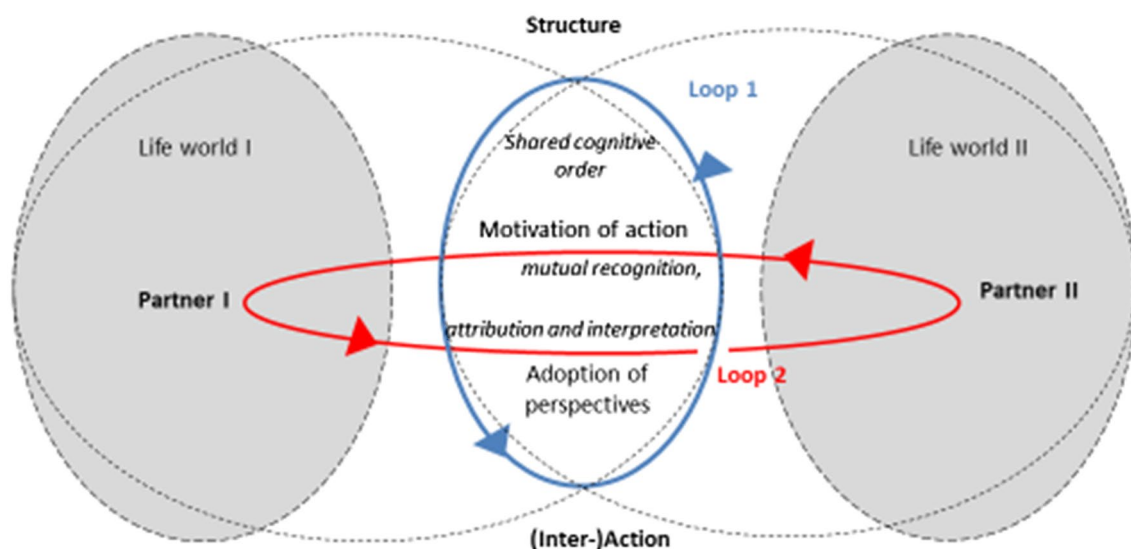 Structure
Loop 1
Life world I
Shared cognitive
order
Life world II
Motivation of action
mutual recognition,
Partner I
Partner II
attribution and interpretation
Adoption of
perspectives
Loop 2
(Inter-)Action